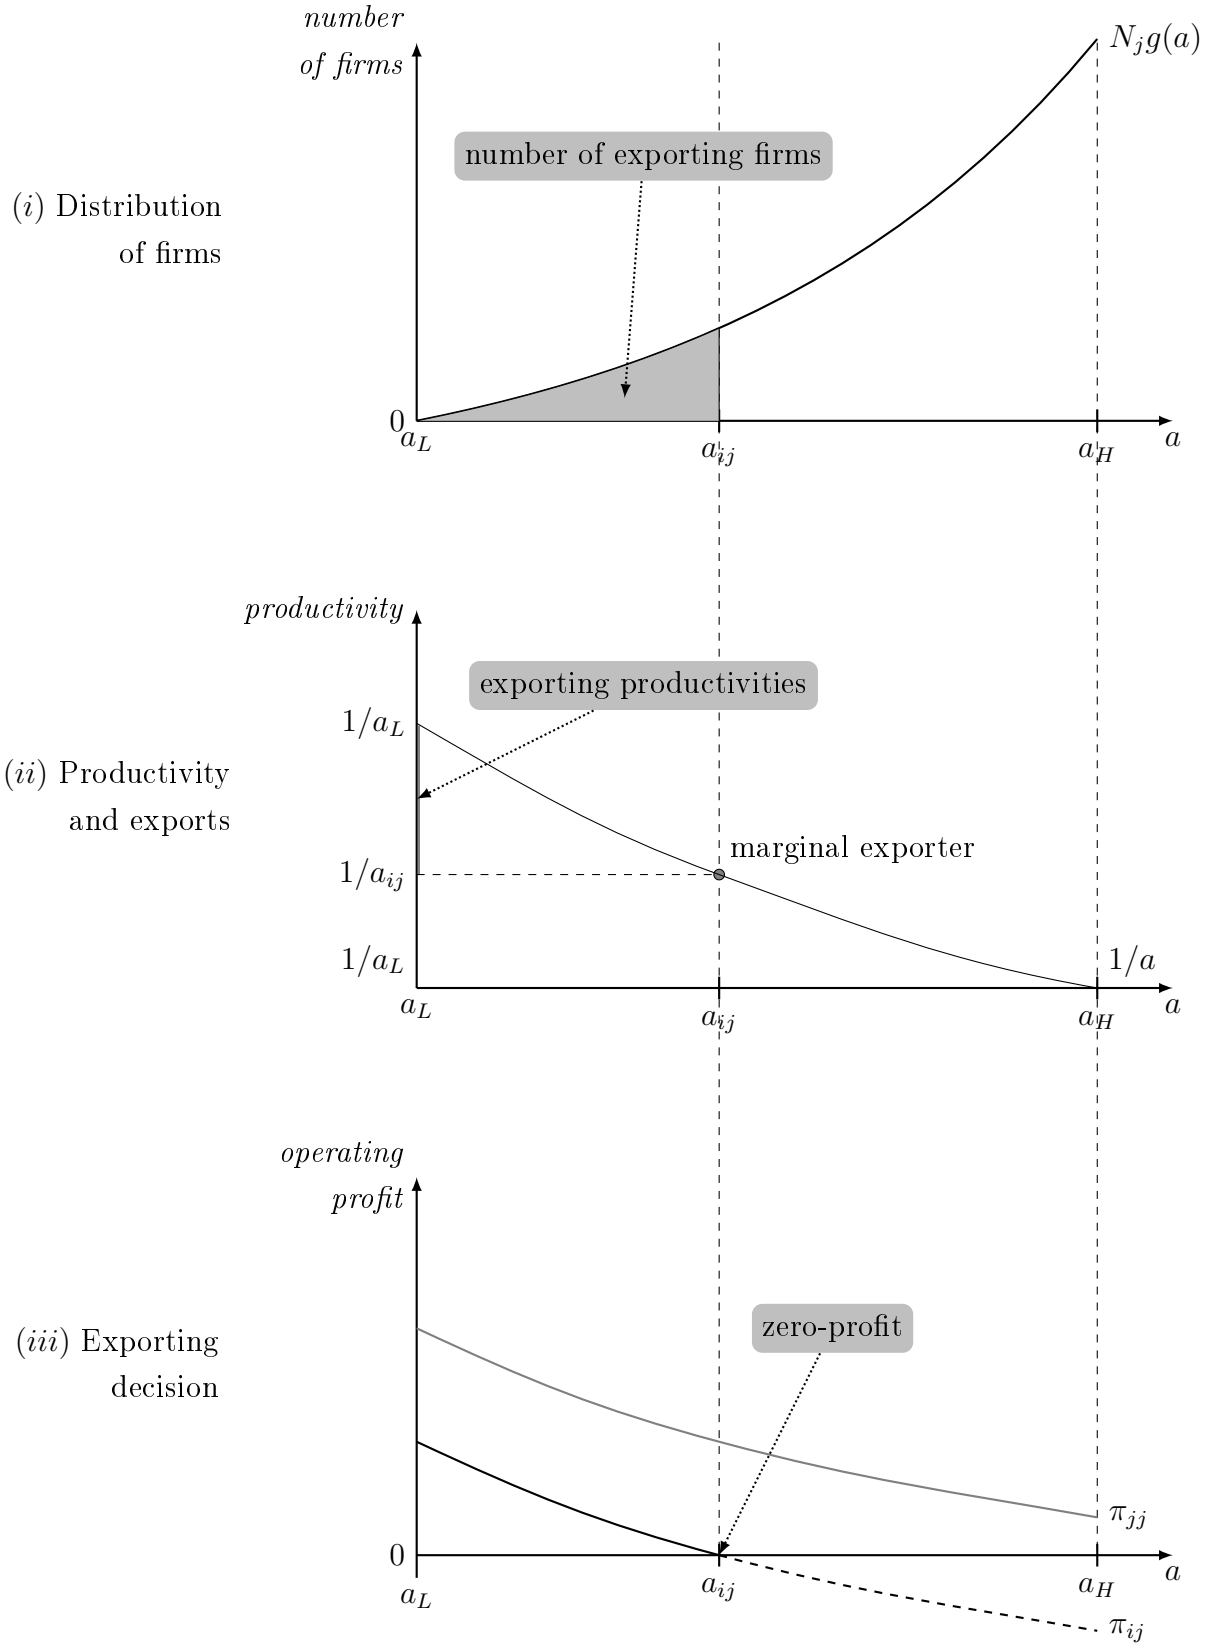 number
of firms
N_j g(a)
number of exporting firms
(i) Distribution
of firms
0
a_L
a_ij
a_H
a
productivity
exporting productivities
1/a_L
(ii) Productivity
and exports
marginal exporter
1/a_ij
1/a_L
1/a
a_L
a_ij
a_H
a
operating
profit
zero-profit
(iii) Exporting
decision
π_jj
0
a_L
a_ij
a_H
a
π_ij